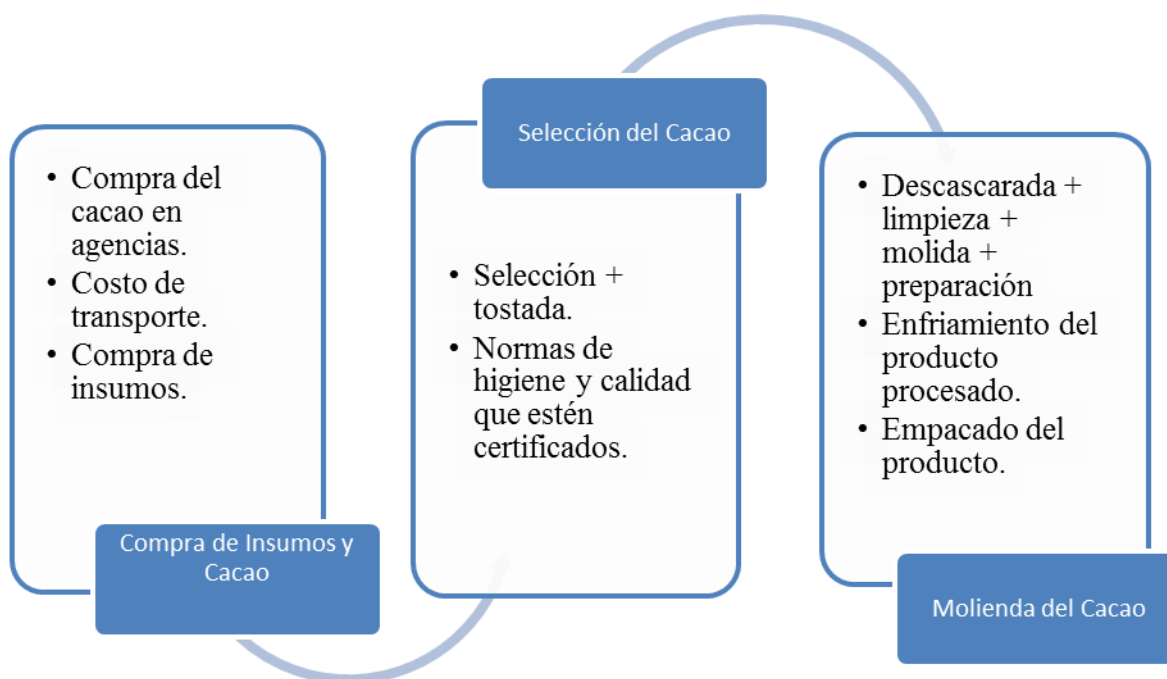 • Compra del
cacao en
agencias.
• Costo de
transporte.
• Compra de
insumos.
Compra de Insumos y
Cacao
Selección del Cacao
• Selección +
tostada.
• Normas de
higiene y calidad
que estén
certificados.
• Descascarada +
limpieza +
molida +
preparación
• Enfriamiento del
producto
procesado.
• Empacado del
producto.
Molienda del Cacao